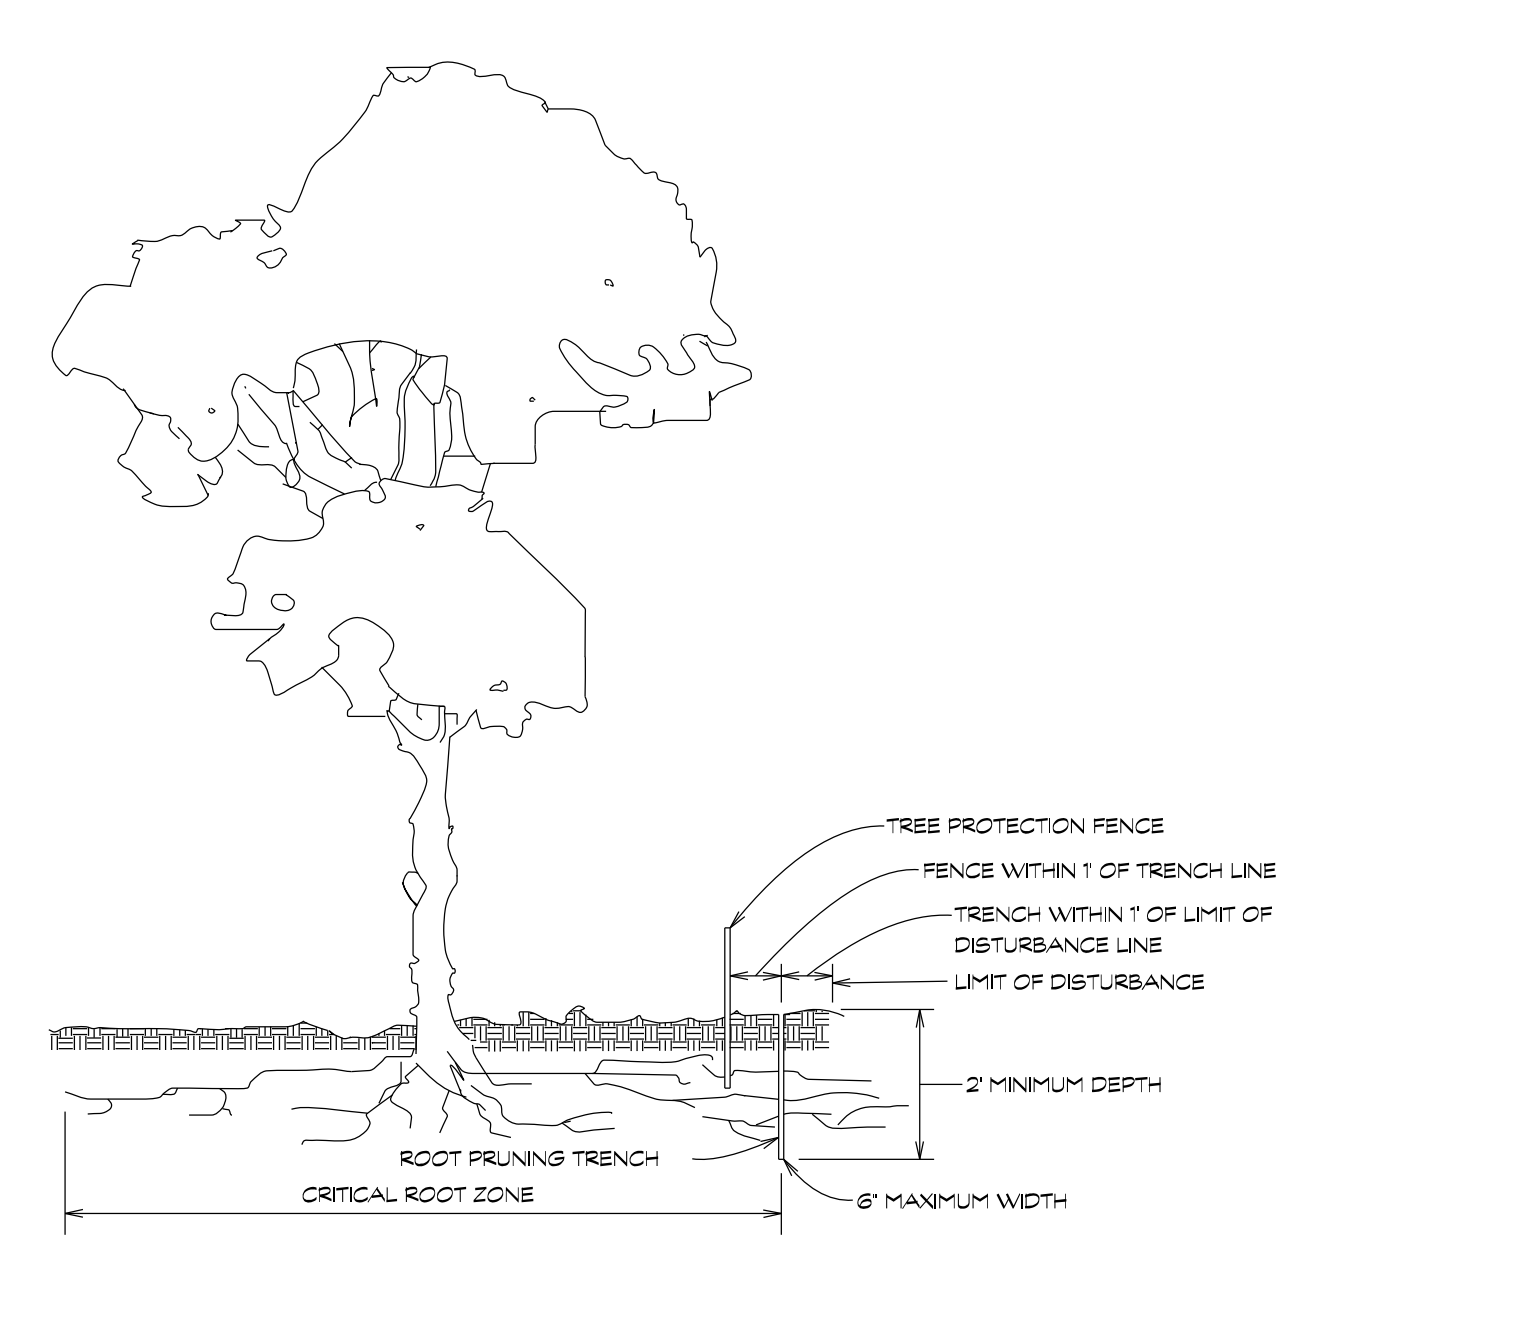 TREE PROTECTION FENCE
FENCE WITHIN 1' OF TRENCH LINE
TRENCH WITHIN 1' OF LIMIT OF
DISTURBANCE LINE
LIMIT OF DISTURBANCE
2' MINIMUM DEPTH
ROOT PRUNING TRENCH
CRITICAL ROOT ZONE
6" MAXIMUM WIDTH